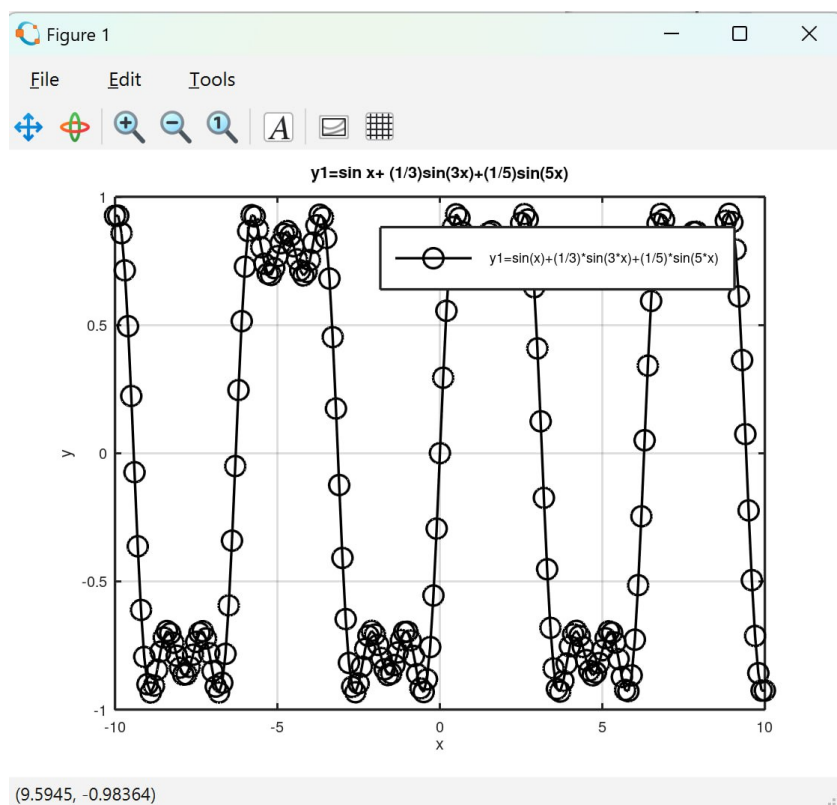 Figure 1
File Edit Tools
A
y1=sin x+ (1/3)sin(3x)+(1/5)sin(5x)
y1=sin(x)+(1/3)*sin(3*x)+(1/5)*sin(5*x)
1
0.5
0
-0.5
-1
y
-10 -5 0 5 10
x
(9.5945, -0.98364)